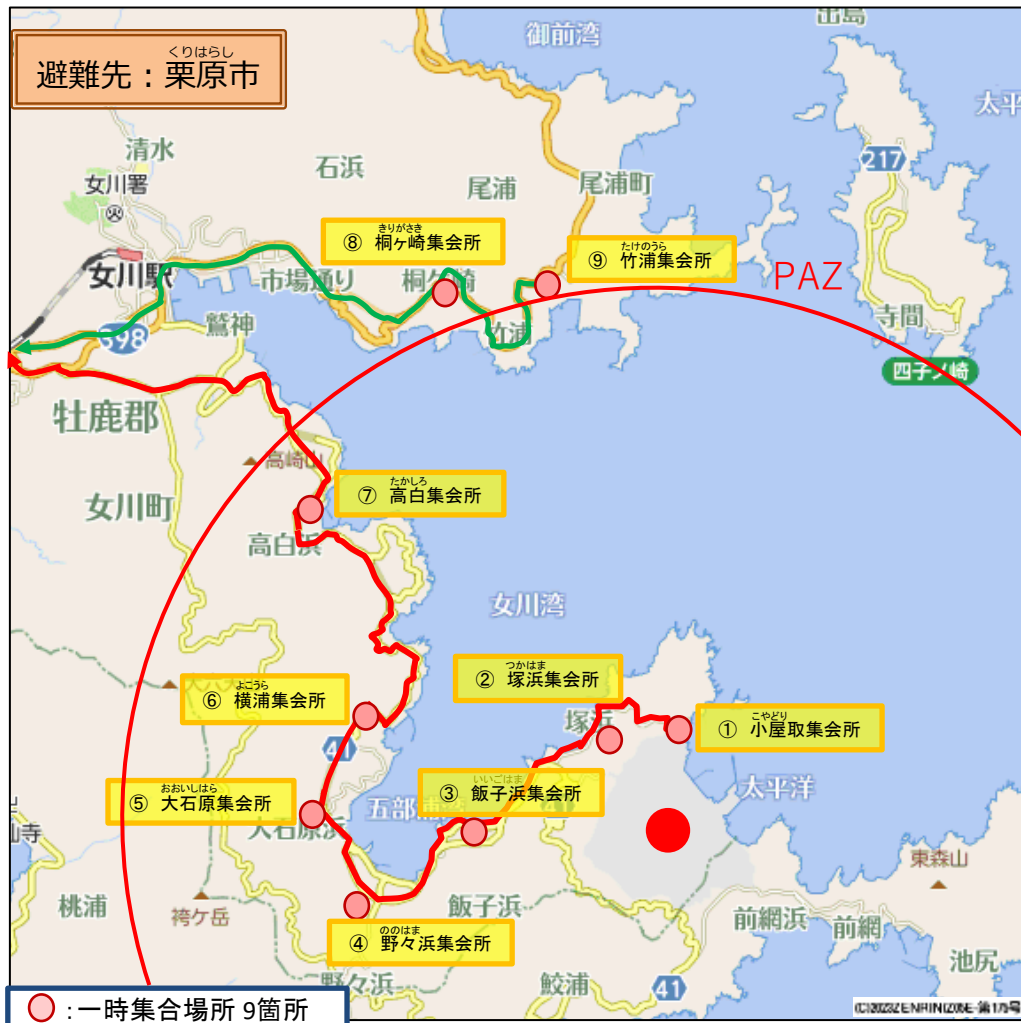 くりはらし
避難先：栗原市
御前湾
出島
太平
清水
石浜
女川署
尾浦
尾浦町
217
きりがさき
⑧ 桐ヶ崎集会所
たけのうら
⑨ 竹浦集会所
PAZ
女川駅
市場通り
桐ケ崎
寺間
鷲神
398
竹浦
四子ノ崎
牡鹿郡
高崎山
たかしろ
⑦ 高白集会所
女川町
高白浜
女川湾
つかはま
② 塚浜集会所
よこうら
⑥ 横浦集会所
塚浜
こやどり
① 小屋取集会所
41
おおいしはら
⑤ 大石原集会所
いいごはま
③ 飯子浜集会所
太平洋
五部浦湾
大石原浜
東森山
桃浦
袴ケ岳
飯子浜
前網浜
前網
ののはま
④ 野々浜集会所
池尻
野々浜
鮫浦
41
：一時集合場所 9箇所